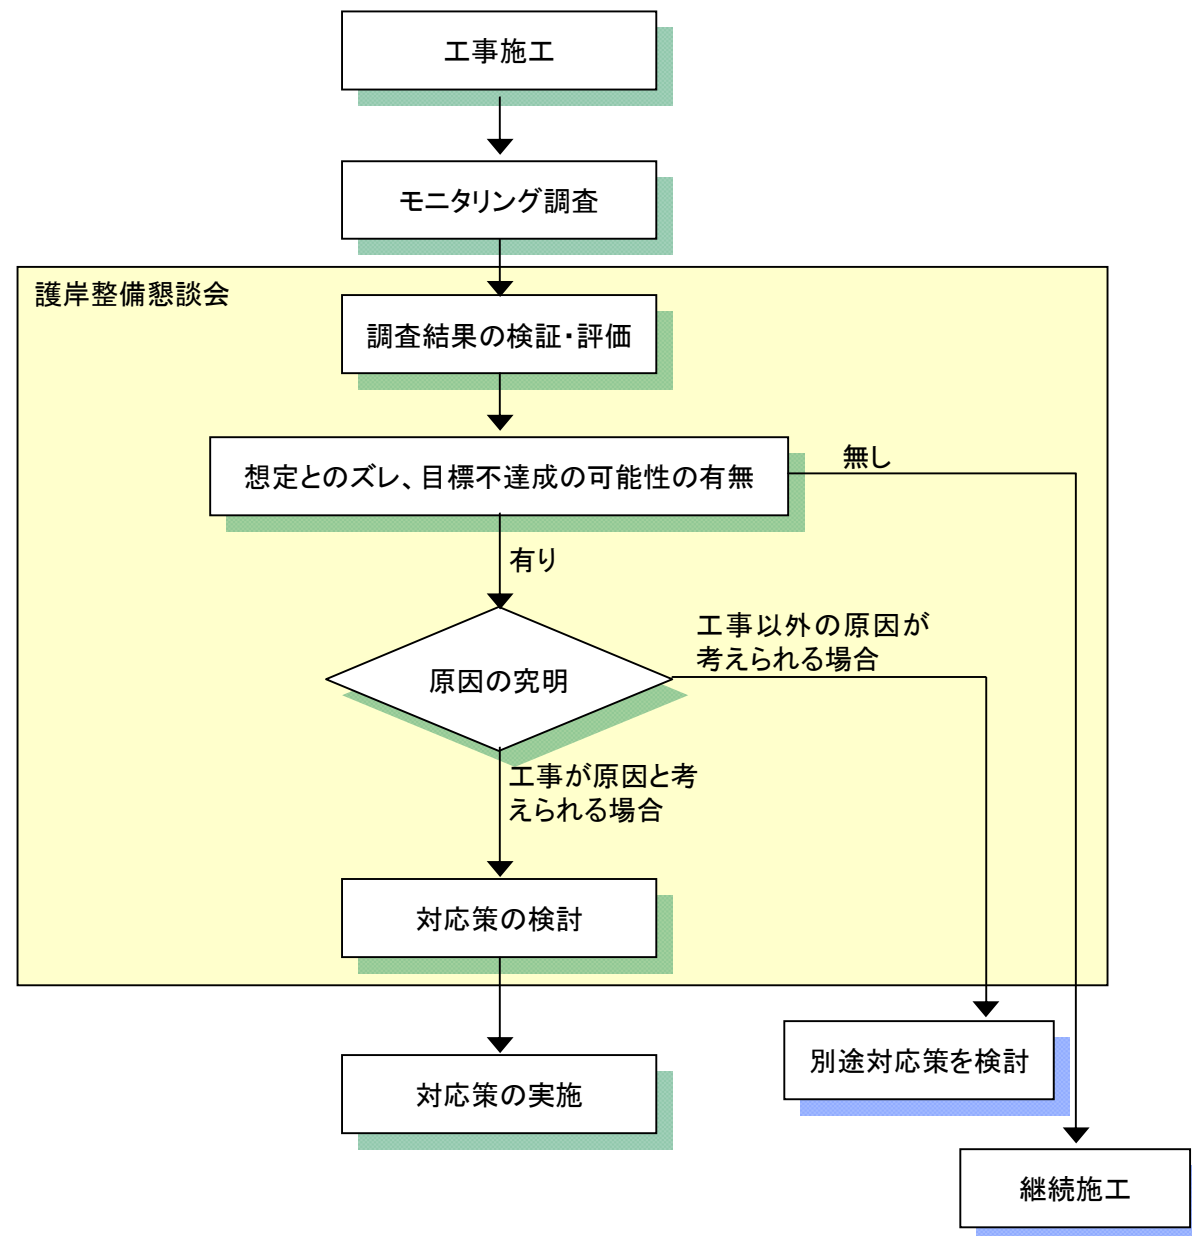 工事施工
モニタリング調査
護岸整備懇談会
調査結果の検証・評価
想定とのズレ、目標不達成の可能性の有無
無し
有り
工事以外の原因が
考えられる場合
原因の究明
工事が原因と考
えられる場合
対応策の検討
別途対応策を検討
対応策の実施
継続施工